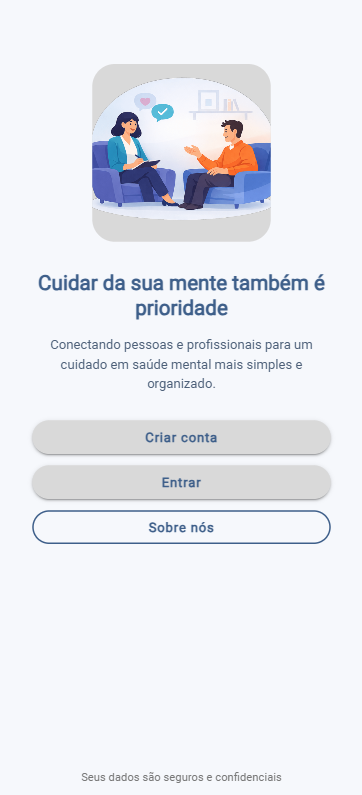 Cuidar da sua mente também é
prioridade
Conectando pessoas e profissionais para um
cuidado em saúde mental mais simples e
organizado.
Criar conta
Entrar
Sobre nós
Seus dados são seguros e confidenciais